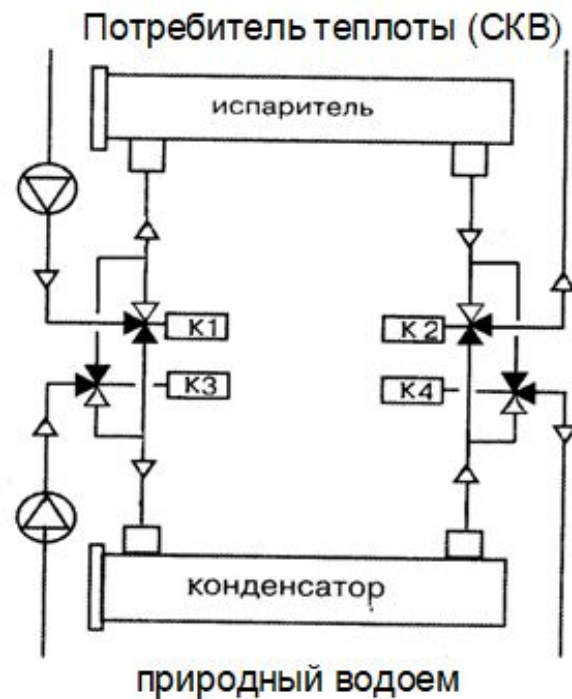 Потребитель теплоты (СКВ)
испаритель
К1
К2
К3
К4
конденсатор
природный водоем